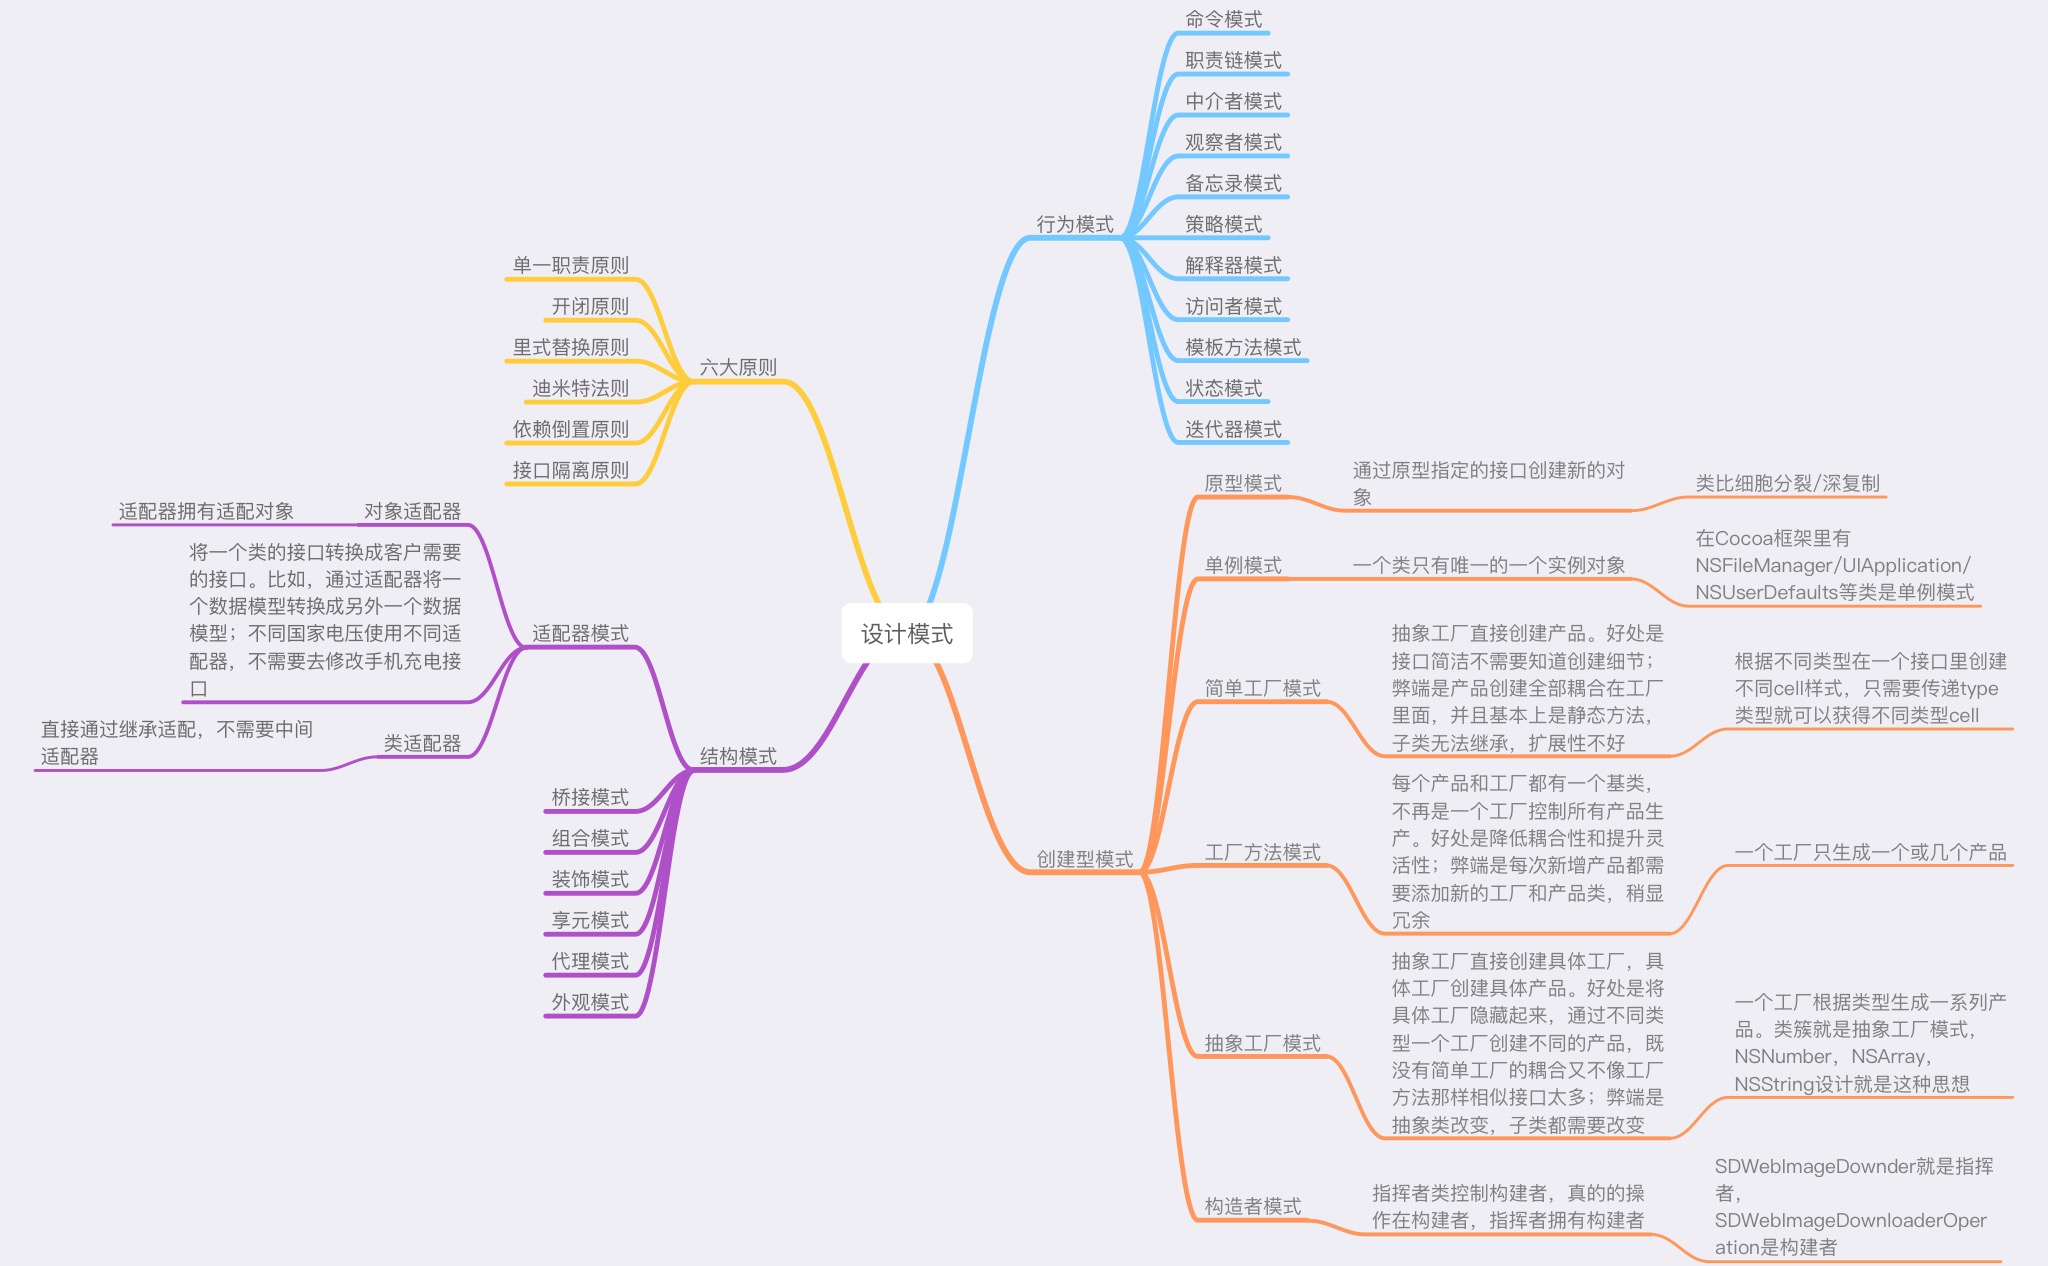 设计模式
行为模式
命令模式
职责链模式
中介者模式
观察者模式
备忘录模式
策略模式
解释器模式
访问者模式
模板方法模式
状态模式
迭代器模式
六大原则
单一职责原则
开闭原则
里式替换原则
迪米特法则
依赖倒置原则
接口隔离原则
结构模式
适配器模式
对象适配器
适配器拥有适配对象
将一个类的接口转换成客户需要
的接口。比如，通过适配器将一
个数据模型转换成另外一个数据
模型；不同国家电压使用不同适
配器，不需要去修改手机充电接
口
类适配器
直接通过继承适配，不需要中间
适配器
桥接模式
组合模式
装饰模式
享元模式
代理模式
外观模式
创建型模式
原型模式
通过原型指定的接口创建新的对
象
类比细胞分裂/深复制
单例模式
一个类只有唯一的一个实例对象
在Cocoa框架里有
NSFileManager/UIApplication/
NSUserDefaults等类是单例模式
简单工厂模式
抽象工厂直接创建产品。好处是
接口简洁不需要知道创建细节；
弊端是产品创建全部耦合在工厂
里面，并且基本上是静态方法，
子类无法继承，扩展性不好
根据不同类型在一个接口里创建
不同cell样式，只需要传递type
类型就可以获得不同类型cell
工厂方法模式
每个产品和工厂都有一个基类，
不再是一个工厂控制所有产品生
产。好处是降低耦合性和提升灵
活性；弊端是每次新增产品都需
要添加新的工厂和产品类，稍显
冗余
一个工厂只生成一个或几个产品
抽象工厂模式
抽象工厂直接创建具体工厂，具
体工厂创建具体产品。好处是将
具体工厂隐藏起来，通过不同类
型一个工厂创建不同的产品，既
没有简单工厂的耦合又不像工厂
方法那样相似接口太多；弊端是
抽象类改变，子类都需要改变
一个工厂根据类型生成一系列产
品。类簇就是抽象工厂模式，
NSNumber，NSArray，
NSString设计就是这种思想
构造者模式
指挥者类控制构建者，真的的操
作在构建者，指挥者拥有构建者
SDWebImageDownder就是指挥
者，
SDWebImageDownloaderOper
ation是构建者